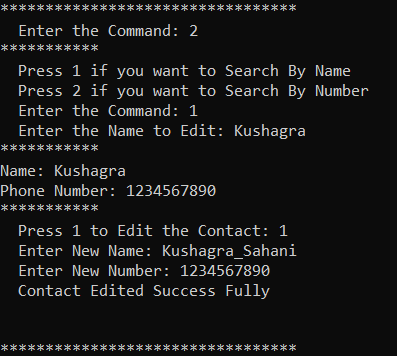 *********************************
  Enter the Command: 2
***********
  Press 1 if you want to Search By Name
  Press 2 if you want to Search By Number
  Enter the Command: 1
  Enter the Name to Edit: Kushagra
***********
Name: Kushagra
Phone Number: 1234567890
***********
  Press 1 to Edit the Contact: 1
  Enter New Name: Kushagra_Sahani
  Enter New Number: 1234567890
  Contact Edited Success Fully
*********************************